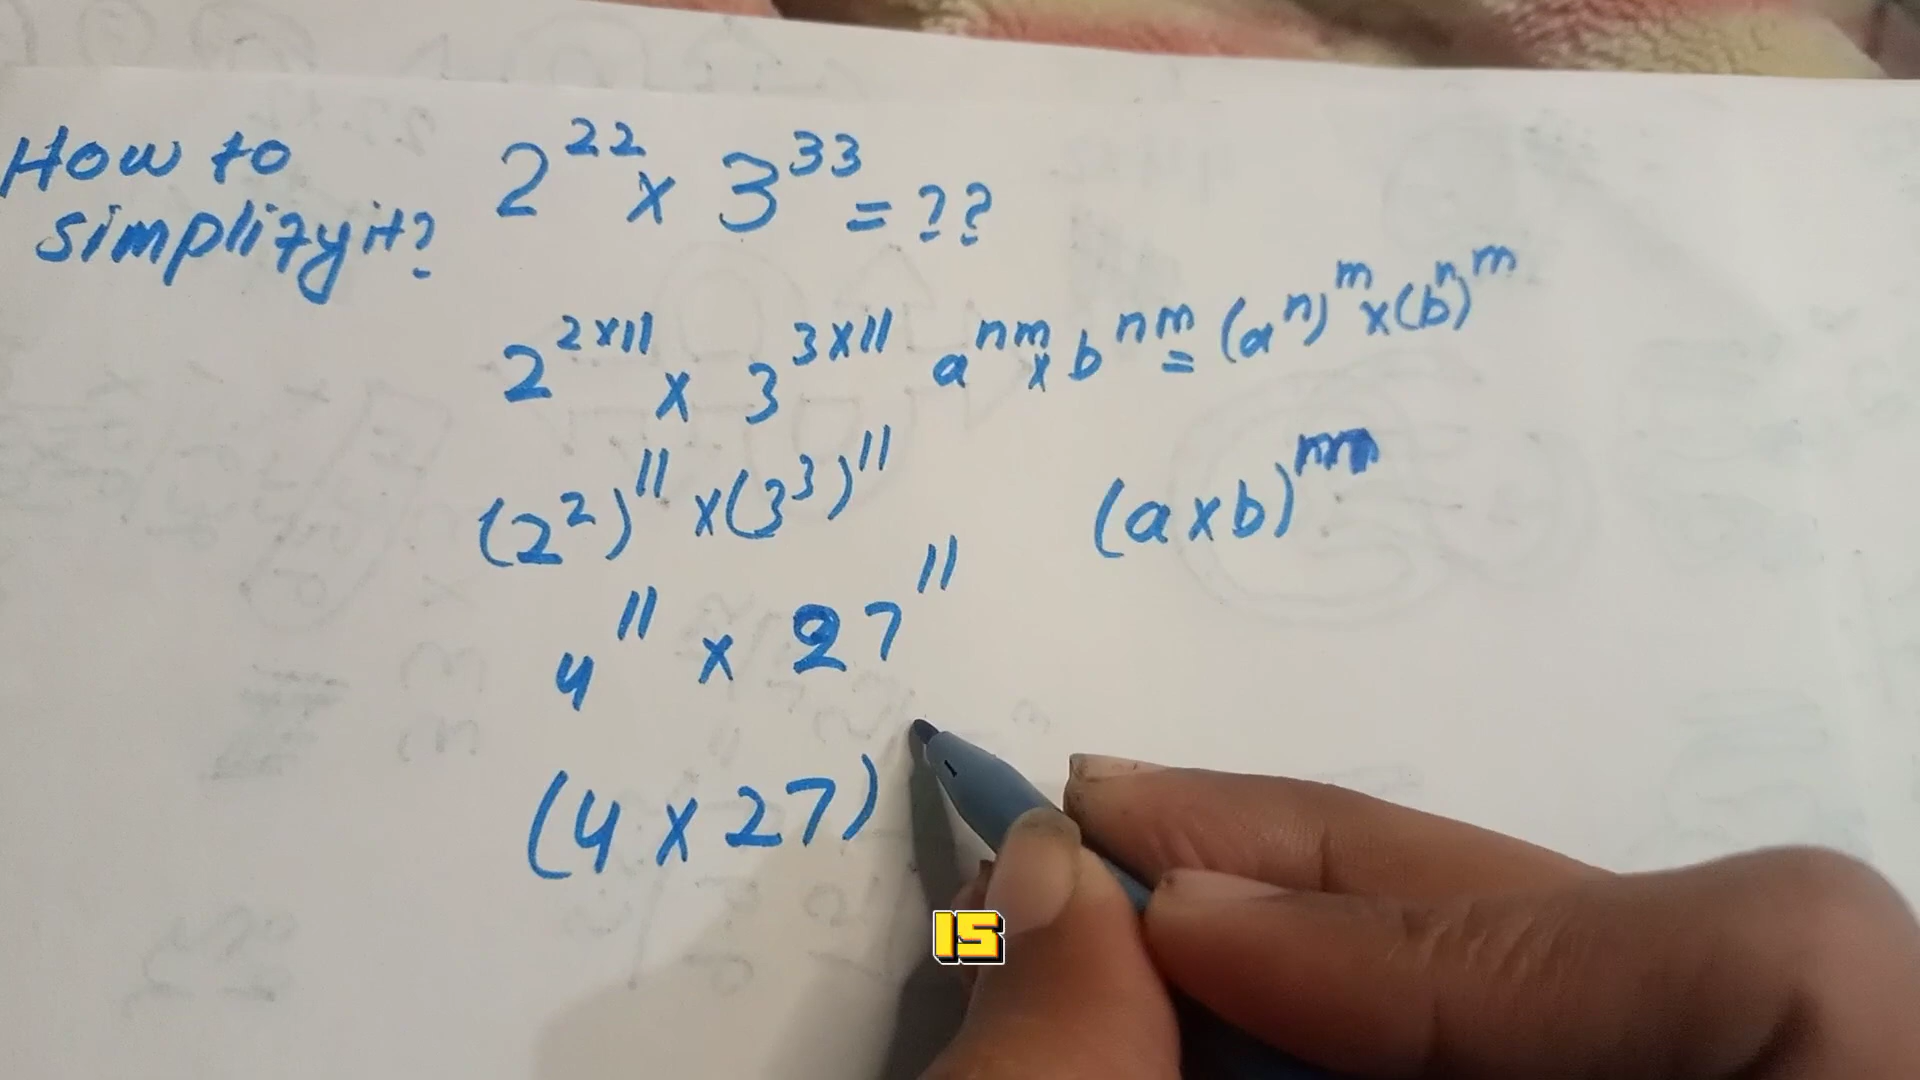 How to
simplify it?
2^22 x 3^33 = ??
2^2x11 x 3^3x11
a^nm x b^nm = (a^n)^m x (b^n)^m
(2^2)^11 x (3^3)^11
(a x b)^nm
4^11 x 27^11
(4 x 27)
IS